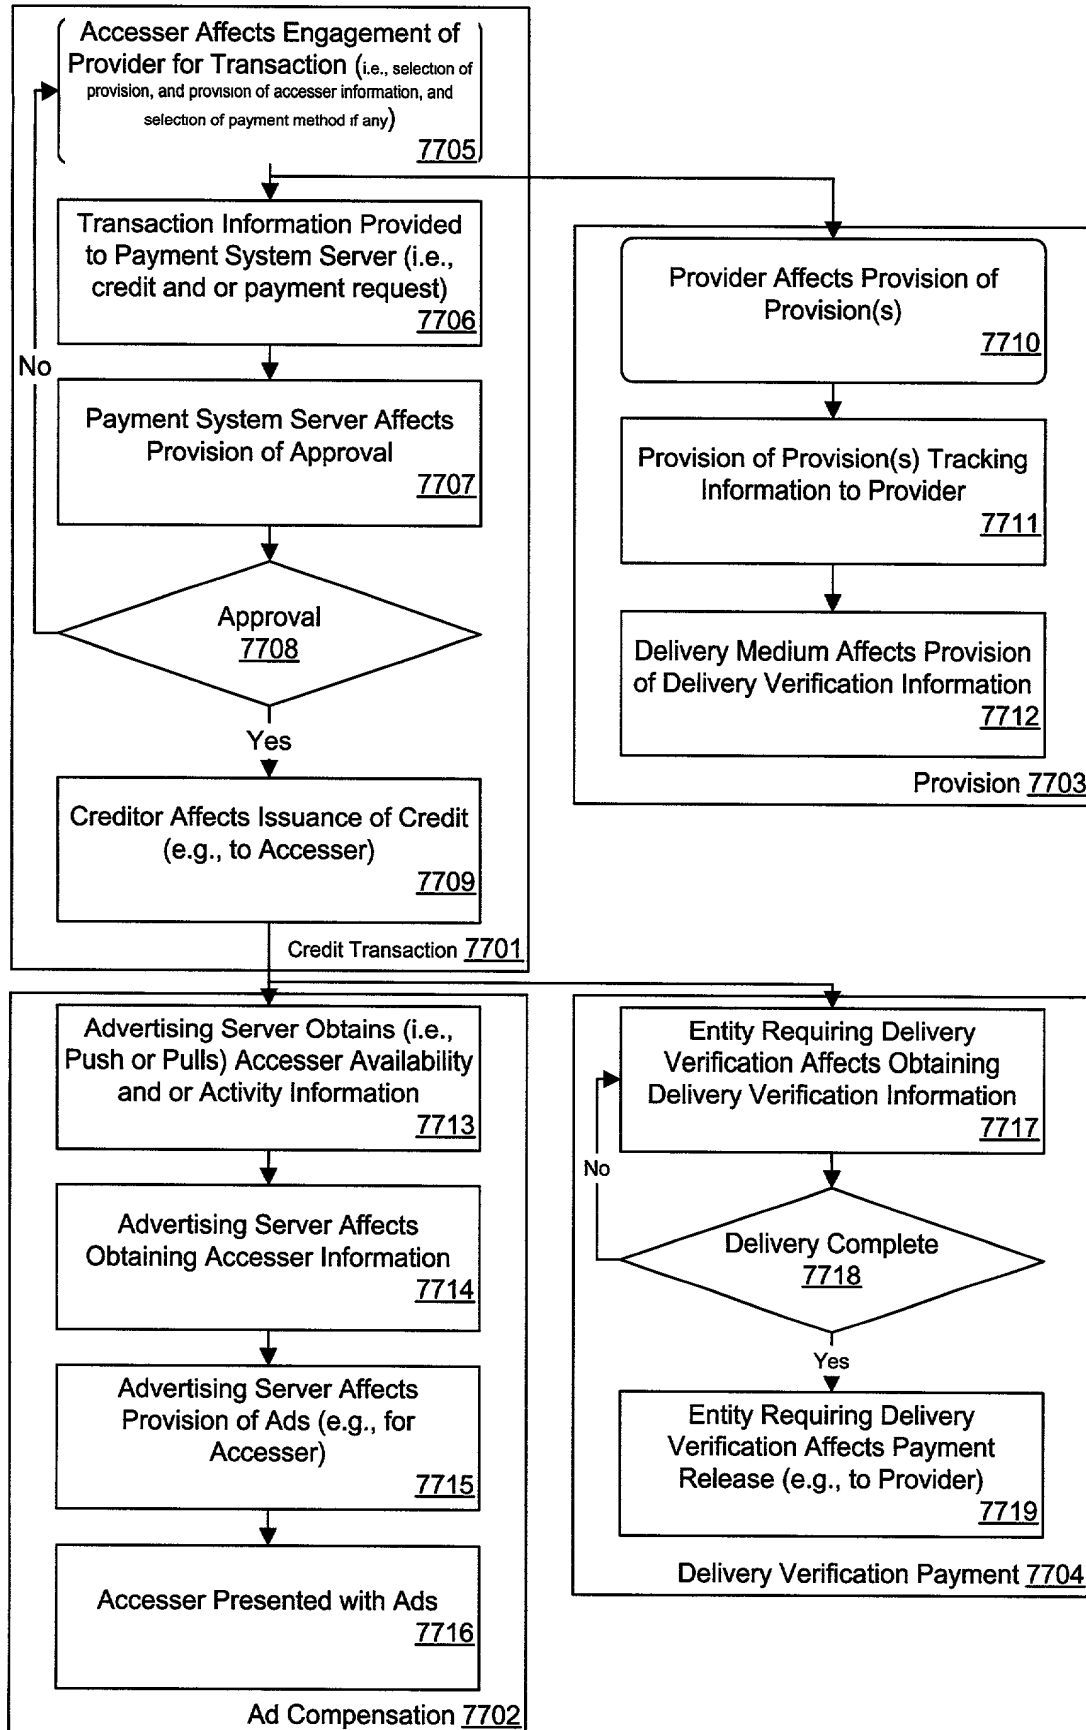 Accesser Affects Engagement of
Provider for Transaction (i.e., selection of
provision, and provision of accesser information, and
selection of payment method if any)
7705
Transaction Information Provided
to Payment System Server (i.e.,
credit and or payment request)
7706
No
Payment System Server Affects
Provision of Approval
7707
Approval
7708
Yes
Creditor Affects Issuance of Credit
(e.g., to Accesser)
7709
Credit Transaction 7701
Provider Affects Provision of
Provision(s)
7710
Provision of Provision(s) Tracking
Information to Provider
7711
Delivery Medium Affects Provision
of Delivery Verification Information
7712
Provision 7703
Advertising Server Obtains (i.e.,
Push or Pulls) Accesser Availability
and or Activity Information
7713
Advertising Server Affects
Obtaining Accesser Information
7714
Advertising Server Affects
Provision of Ads (e.g., for
Accesser)
7715
Accesser Presented with Ads
7716
Ad Compensation 7702
Entity Requiring Delivery
Verification Affects Obtaining
Delivery Verification Information
7717
No
Delivery Complete
7718
Yes
Entity Requiring Delivery
Verification Affects Payment
Release (e.g., to Provider)
7719
Delivery Verification Payment 7704